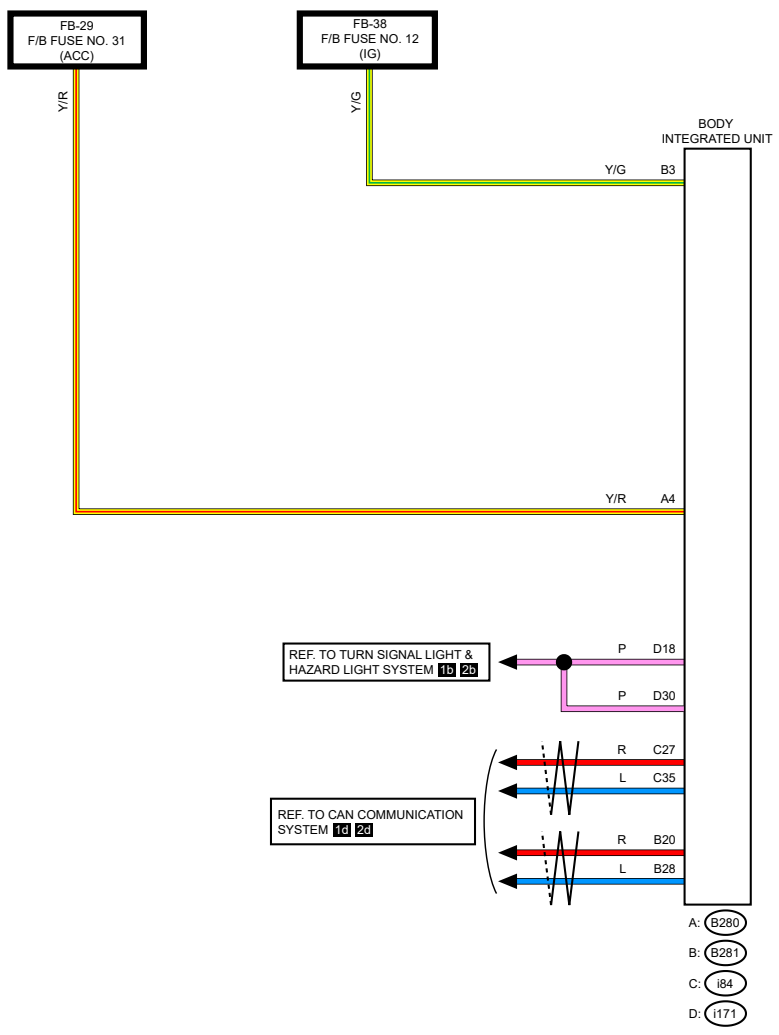 FB-29
F/B FUSE NO. 31
(ACC)
FB-38
F/B FUSE NO. 12
(IG)
Y/R
Y/G
BODY
INTEGRATED UNIT
Y/G B3
Y/R A4
REF. TO TURN SIGNAL LIGHT &
HAZARD LIGHT SYSTEM 1b 2b
P D18
P D30
R C27
L C35
REF. TO CAN COMMUNICATION
SYSTEM 1d 2d
R B20
L B28
A: B280
B: B281
C: i84
D: i171